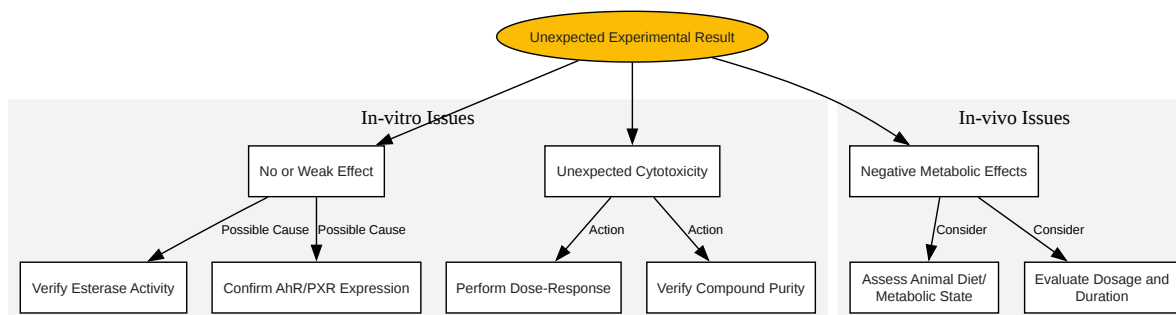 Unexpected Experimental Result
In-vitro Issues
In-vivo Issues
No or Weak Effect
Unexpected Cytotoxicity
Negative Metabolic Effects
Possible Cause
Possible Cause
Action
Action
Consider
Consider
Verify Esterase Activity
Confirm AhR/PXR Expression
Perform Dose-Response
Verify Compound Purity
Assess Animal Diet/
Metabolic State
Evaluate Dosage and
Duration